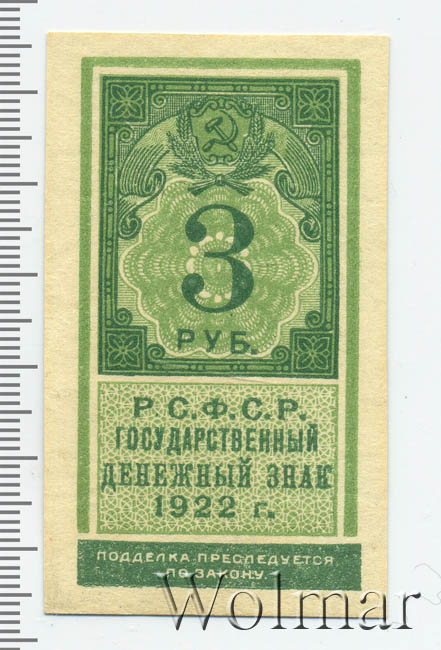 3
РУБ.
Р.С.Ф.С.Р.
ГОСУДАРСТВЕННЫЙ
ДЕНЕЖНЫЙ ЗНАК
1922 г.
ПОДДЕЛКА ПРЕСЛЕДУЕТСЯ
ПО ЗАКОНУ.
Wolmar